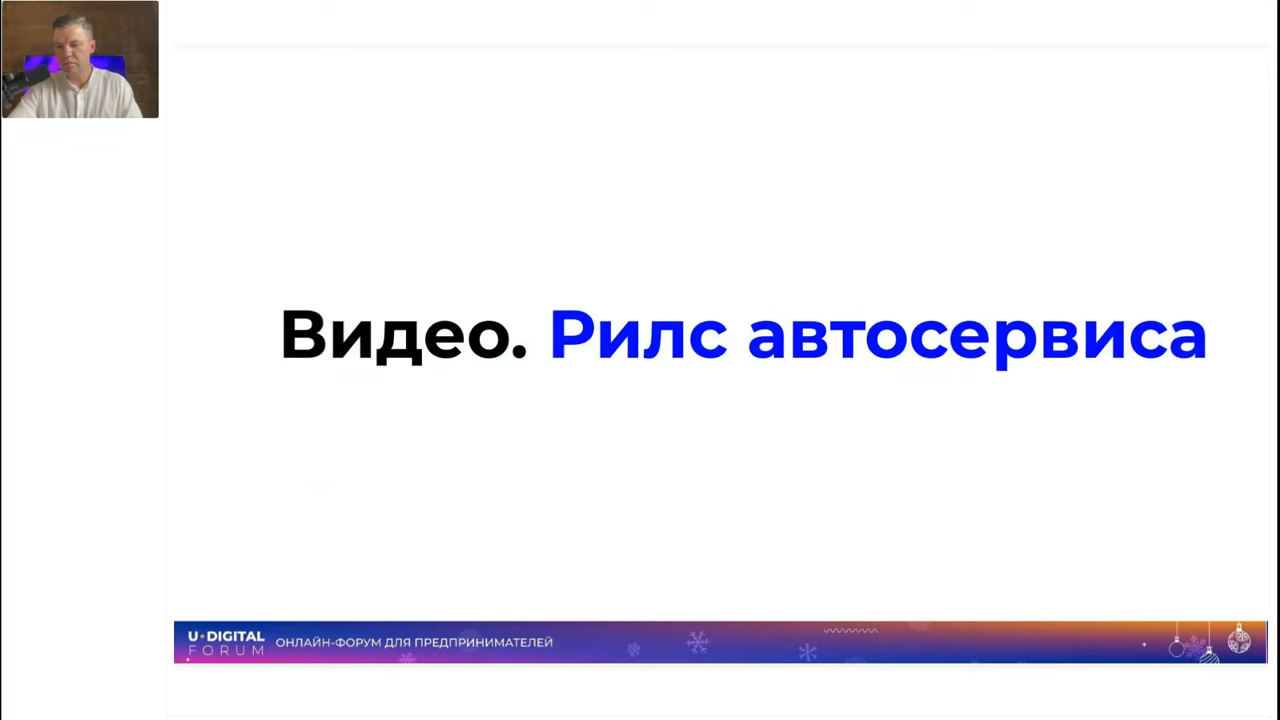 Видео. Рилс автосервиса
U·DIGITAL
FORUM
ОНЛАЙН-ФОРУМ ДЛЯ ПРЕДПРИНИМАТЕЛЕЙ